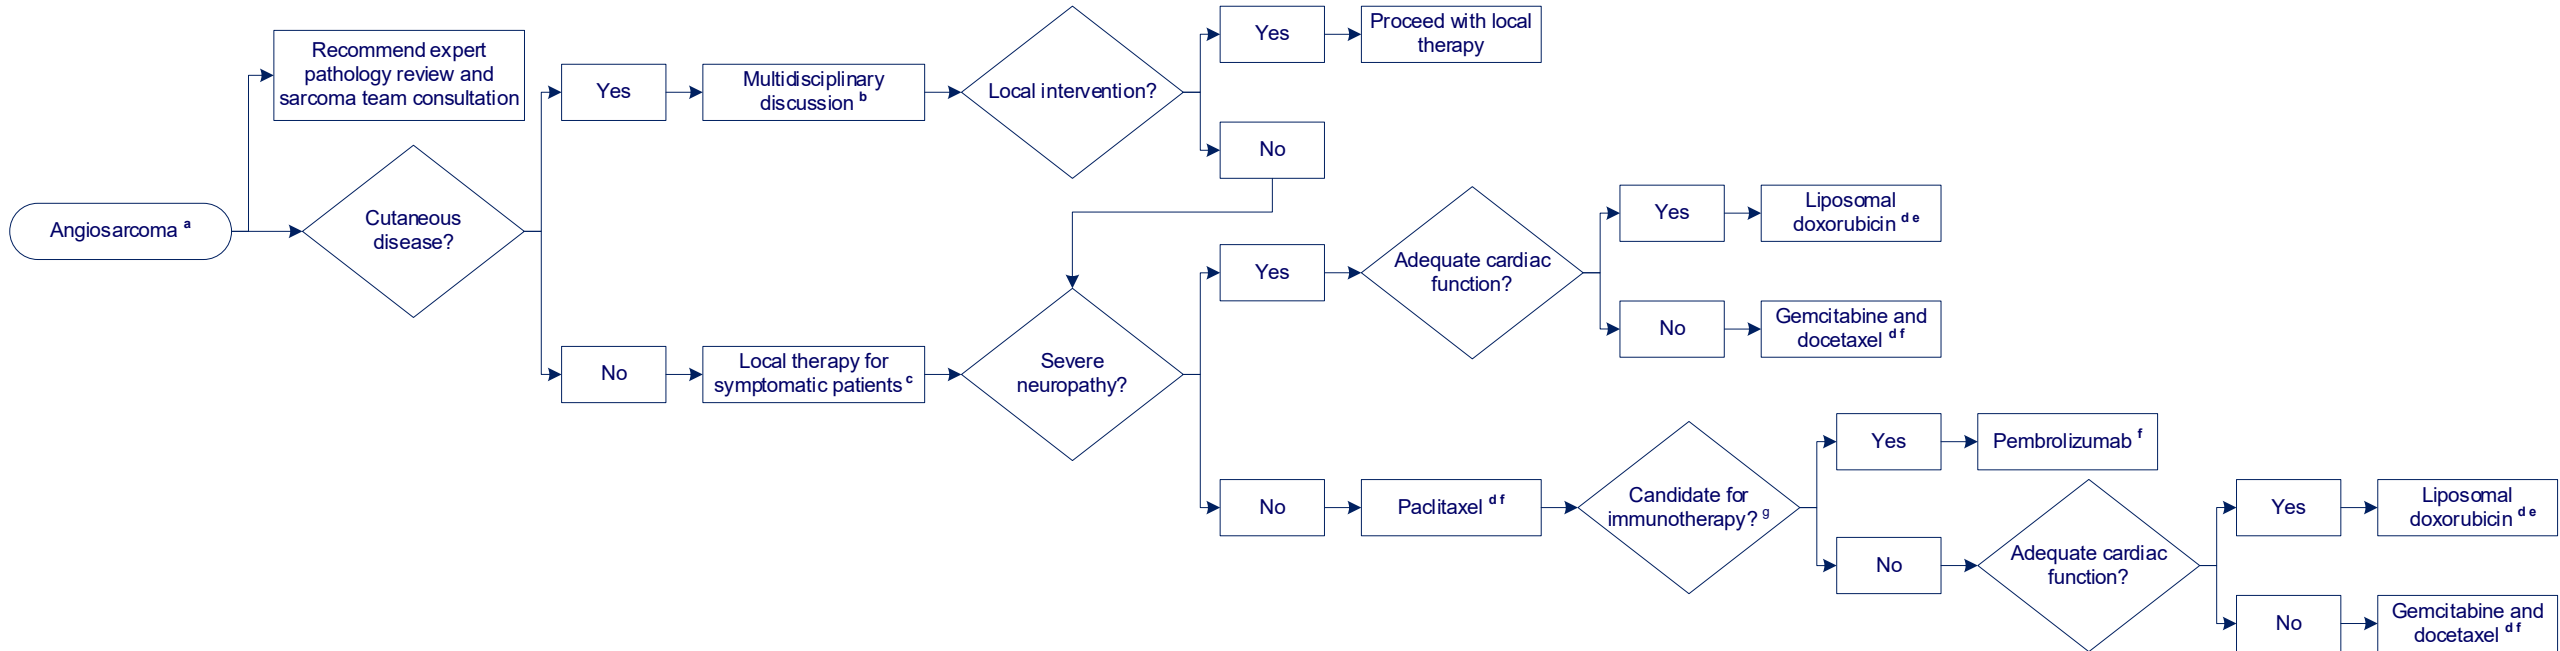 Recommend expert
pathology review and
sarcoma team consultation
Angiosarcoma a
Cutaneous
disease?
Yes
Multidisciplinary
discussion b
Local intervention?
Yes
Proceed with local
therapy
No
No
Local therapy for
symptomatic patients c
Severe
neuropathy?
Yes
Adequate cardiac
function?
Yes
Liposomal
doxorubicin d e
No
Gemcitabine and
docetaxel d f
No
Paclitaxel d f
Candidate for
immunotherapy? g
Yes
Pembrolizumab f
No
Adequate cardiac
function?
Yes
Liposomal
doxorubicin d e
No
Gemcitabine and
docetaxel d f